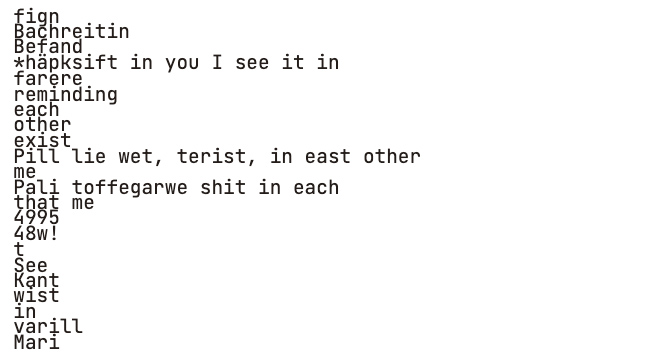 fign
Bachreitin
Befand
*häpksift in you I see it in
farere
reminding
each
other
exist
Pill lie wet, terist, in east other
me
Pali toffegarwe shit in each
that me
4995
48w!
t
See
Kant
wist
in
varill
Mari